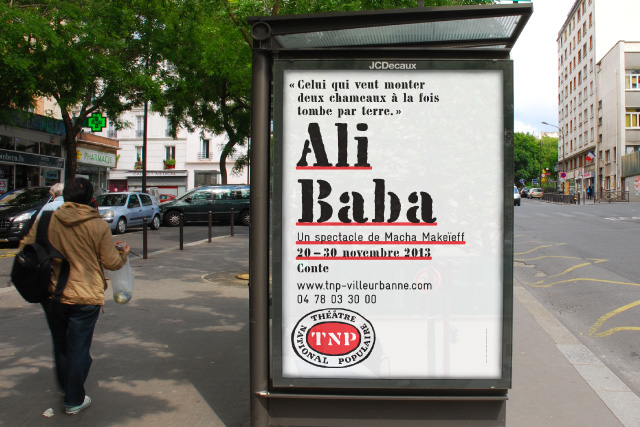 JCDecaux
« Celui qui veut monter
deux chameaux à la fois
tombe par terre. »
Ali
Baba
Un spectacle de Macha Makeïeff
20 – 30 novembre 2013
Conte
www.tnp-villeurbanne.com
04 78 03 30 00
THÉÂTRE
TNP
NATIONAL POPULAIRE
PHARMACIE